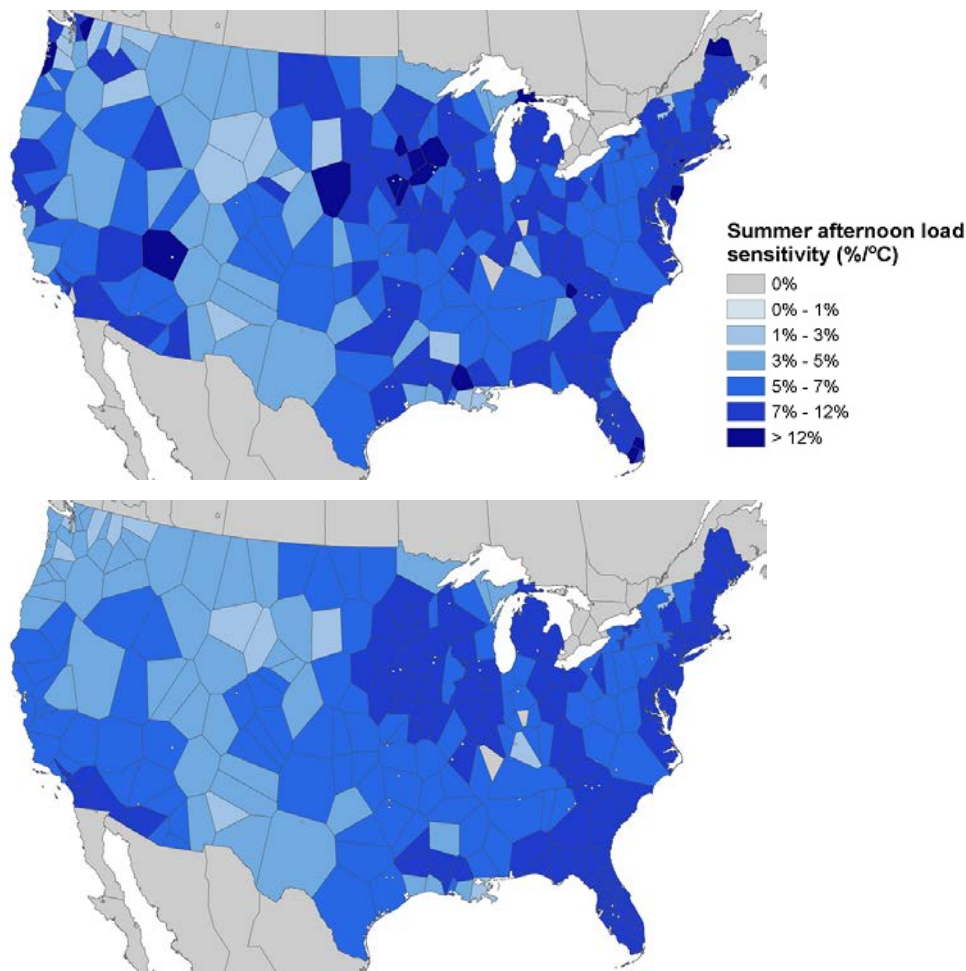 Summer afternoon load
sensitivity (%/°C)
0%
0% - 1%
1% - 3%
3% - 5%
5% - 7%
7% - 12%
> 12%